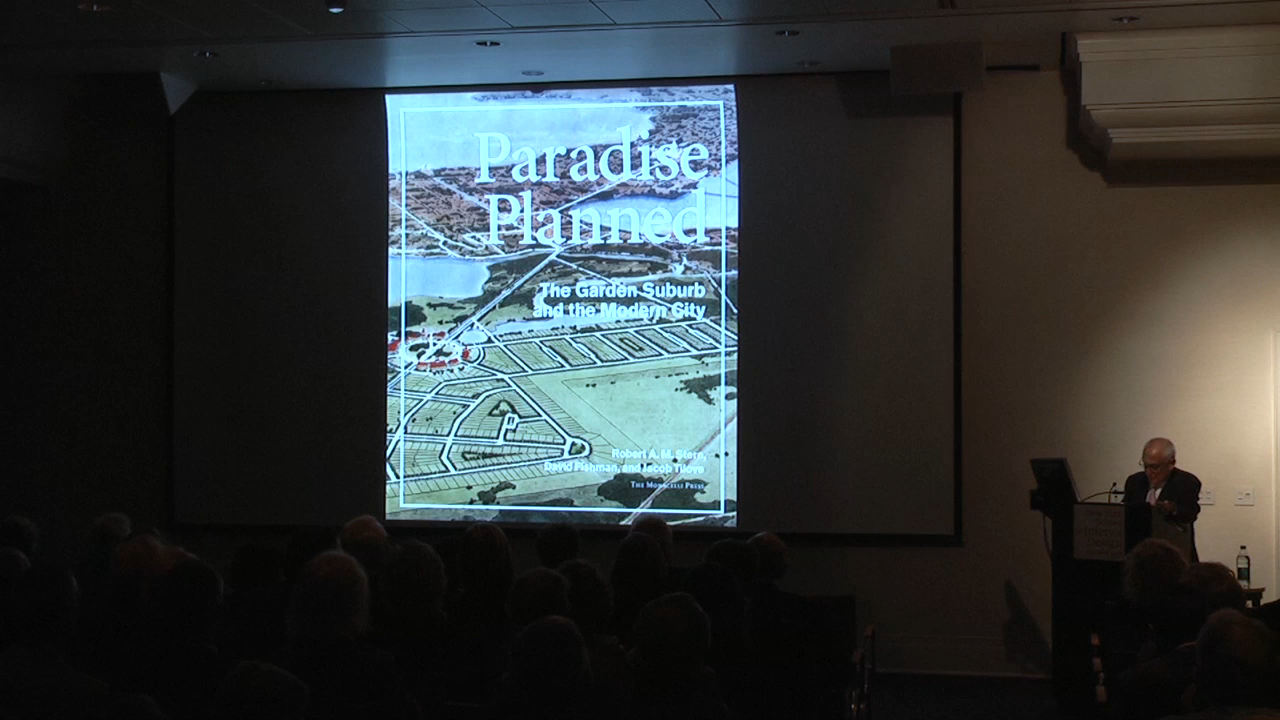 Paradise
Planned
The Garden Suburb
and the Modern City
Robert A. M. Stern,
David Fishman, and Jacob Tilove
The Monacelli Press